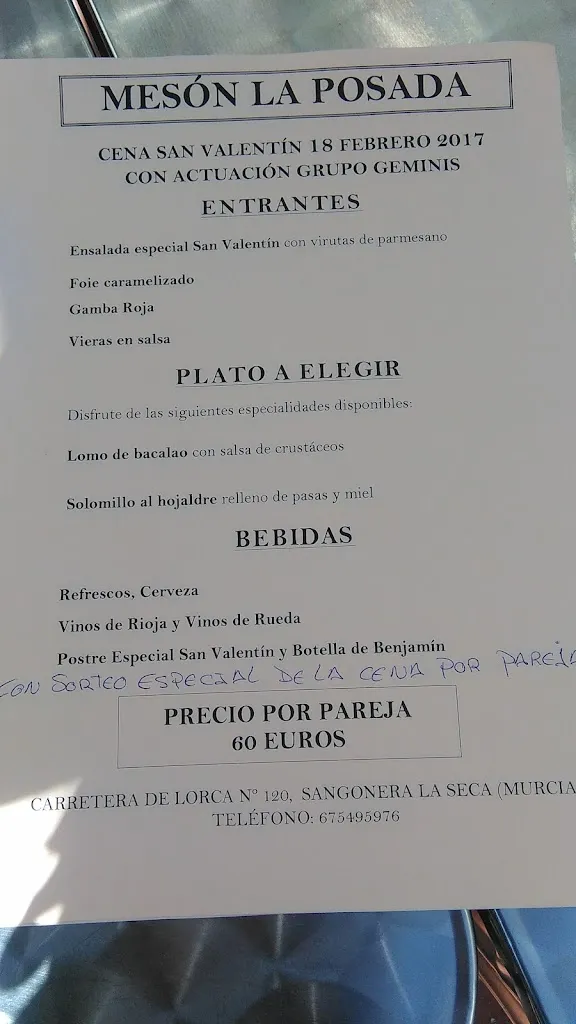 MESÓN LA POSADA
CENA SAN VALENTÍN 18 FEBRERO 2017
CON ACTUACIÓN GRUPO GEMINIS
ENTRANTES
Ensalada especial San Valentín con virutas de parmesano
Foie caramelizado
Gamba Roja
Vieras en salsa
PLATO A ELEGIR
Disfrute de las siguientes especialidades disponibles:
Lomo de bacalao con salsa de crustáceos
Solomillo al hojaldre relleno de pasas y miel
BEBIDAS
Refrescos, Cerveza
Vinos de Rioja y Vinos de Rueda
Postre Especial San Valentín y Botella de Benjamín
CON SORTEO ESPECIAL DE LA CENA POR PAREJA
PRECIO POR PAREJA
60 EUROS
CARRETERA DE LORCA Nº 120, SANGONERA LA SECA (MURCIA
TELÉFONO: 675495976